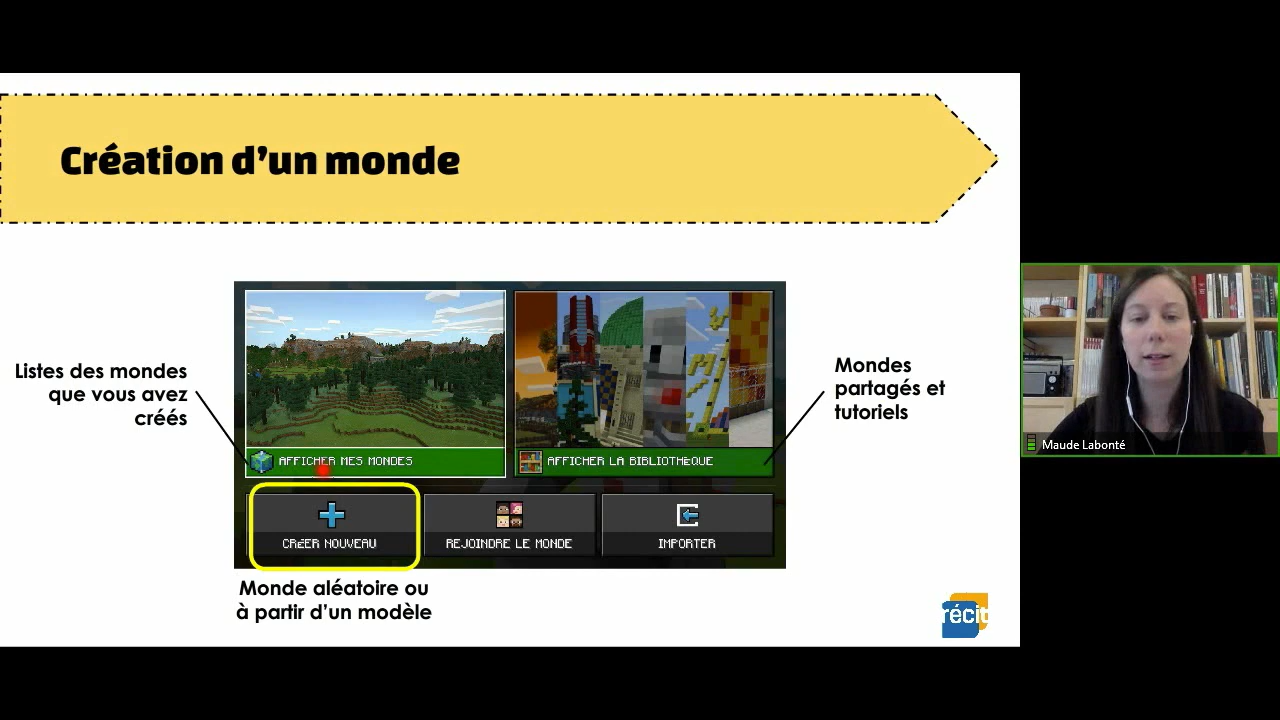 Création d’un monde
Listes des mondes
que vous avez
créés
AFFICHER MES MONDES
AFFICHER LA BIBLIOTHÈQUE
Mondes
partagés et
tutoriels
CRÉER NOUVEAU
REJOINDRE LE MONDE
IMPORTER
Monde aléatoire ou
à partir d’un modèle
récit
Maude Labonté